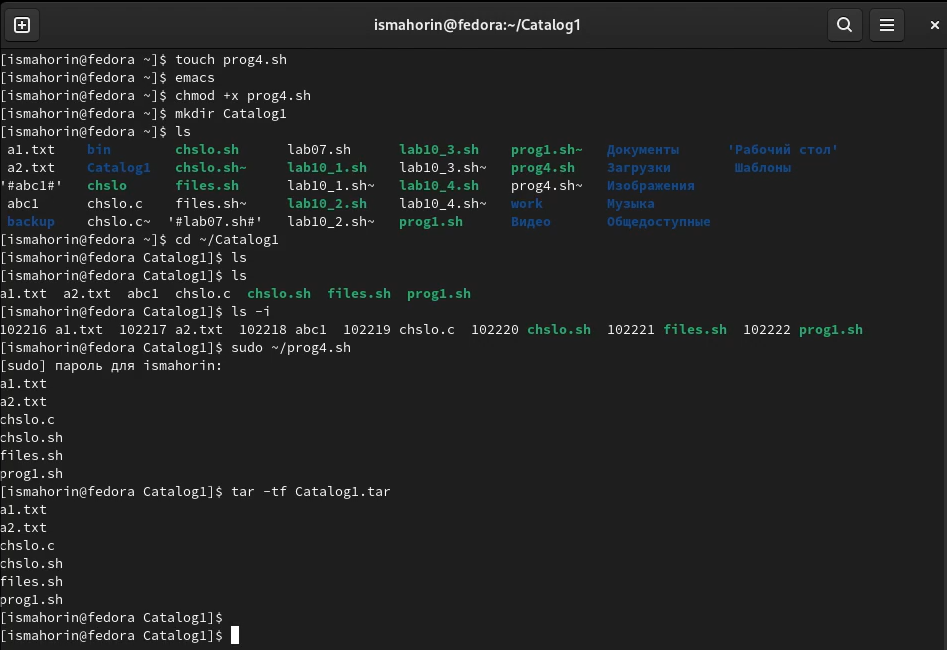 ismahorin@fedora:~/Catalog1
[ismahorin@fedora ~]$ touch prog4.sh
[ismahorin@fedora ~]$ emacs
[ismahorin@fedora ~]$ chmod +x prog4.sh
[ismahorin@fedora ~]$ mkdir Catalog1
[ismahorin@fedora ~]$ ls
a1.txt bin chslo.sh lab07.sh lab10_3.sh prog1.sh~ Документы 'Рабочий стол'
a2.txt Catalog1 chslo.sh~ lab10_1.sh lab10_3.sh~ prog4.sh Загрузки Шаблоны
'#abc1#' chslo files.sh lab10_1.sh~ lab10_4.sh prog4.sh~ Изображения
abc1 chslo.c files.sh~ lab10_2.sh lab10_4.sh~ work Музыка
backup chslo.c~ '#lab07.sh#' lab10_2.sh~ prog1.sh Видео Общедоступные
[ismahorin@fedora ~]$ cd ~/Catalog1
[ismahorin@fedora Catalog1]$ ls
[ismahorin@fedora Catalog1]$ ls
a1.txt a2.txt abc1 chslo.c chslo.sh files.sh prog1.sh
[ismahorin@fedora Catalog1]$ ls -i
102216 a1.txt 102217 a2.txt 102218 abc1 102219 chslo.c 102220 chslo.sh 102221 files.sh 102222 prog1.sh
[ismahorin@fedora Catalog1]$ sudo ~/prog4.sh
[sudo] пароль для ismahorin:
a1.txt
a2.txt
chslo.c
chslo.sh
files.sh
prog1.sh
[ismahorin@fedora Catalog1]$ tar -tf Catalog1.tar
a1.txt
a2.txt
chslo.c
chslo.sh
files.sh
prog1.sh
[ismahorin@fedora Catalog1]$
[ismahorin@fedora Catalog1]$